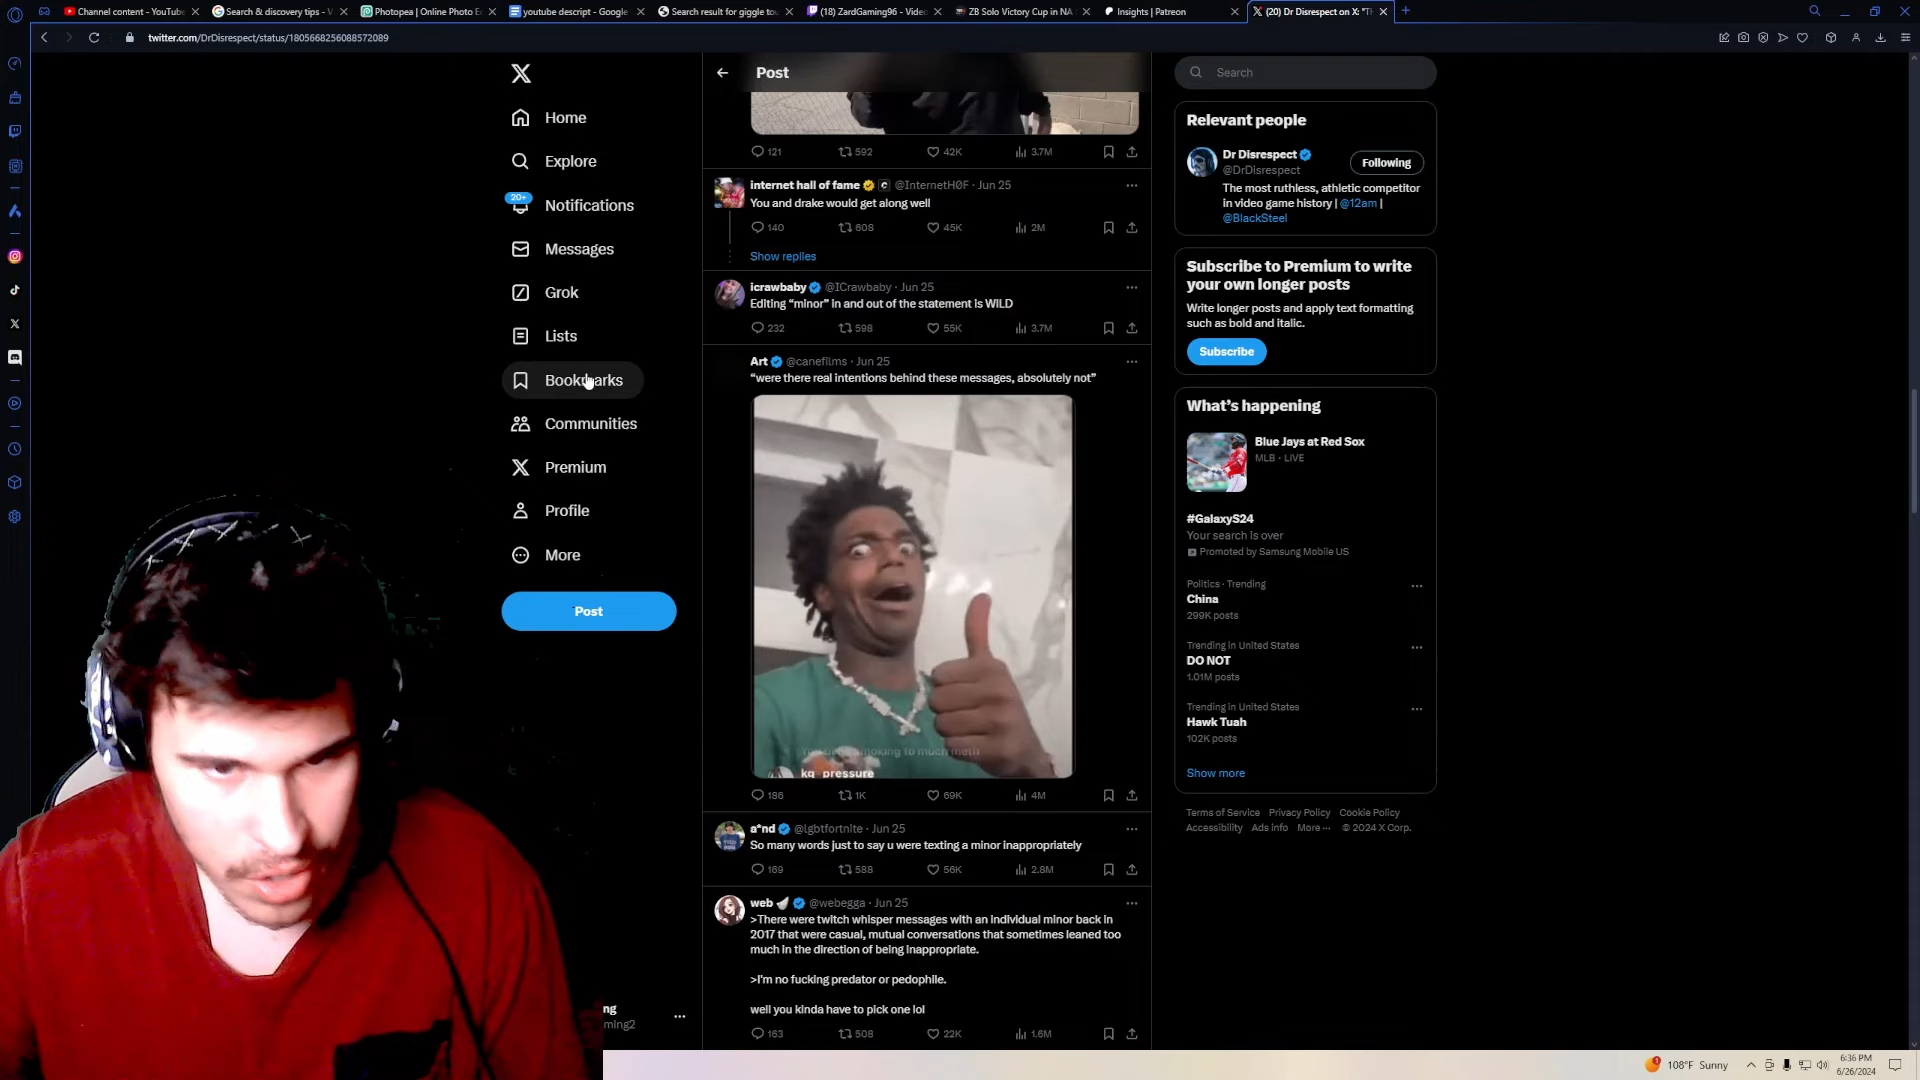 Channel content - YouTube
Search & discovery tips - Y
Photopea | Online Photo E
youtube descript - Google
Search result for giggle tou
(18) ZardGaming96 - Video
ZB Solo Victory Cup in NA
Insights | Patreon
(20) Dr Disrespect on X: "T
twitter.com/DrDisrespect/status/1805668256088572089
Home
Explore
20+
Notifications
Messages
Grok
Lists
Bookmarks
Communities
Premium
Profile
More
Post
ng
ming2
Post
121 592 42K 3.7M
internet hall of fame @InternetH0F · Jun 25
You and drake would get along well
140 608 45K 2M
Show replies
icrawbaby @ICrawbaby · Jun 25
Editing “minor” in and out of the statement is WILD
232 598 55K 3.7M
Art @canefilms · Jun 25
“were there real intentions behind these messages, absolutely not”
smoking to much meth
kg_pressure
186 1K 69K 4M
a*nd @lgbtfortnite · Jun 25
So many words just to say u were texting a minor inappropriately
169 588 56K 2.8M
web @webegga · Jun 25
>There were twitch whisper messages with an individual minor back in
2017 that were casual, mutual conversations that sometimes leaned too
much in the direction of being inappropriate.
>I'm no fucking predator or pedophile.
well you kinda have to pick one lol
163 508 22K 1.6M
Search
Relevant people
Dr Disrespect
@DrDisrespect
Following
The most ruthless, athletic competitor
in video game history | @12am |
@BlackSteel
Subscribe to Premium to write
your own longer posts
Write longer posts and apply text formatting
such as bold and italic.
Subscribe
What's happening
Blue Jays at Red Sox
MLB · LIVE
#GalaxyS24
Your search is over
Promoted by Samsung Mobile US
Politics · Trending
China
299K posts
Trending in United States
DO NOT
1.01M posts
Trending in United States
Hawk Tuah
102K posts
Show more
Terms of Service Privacy Policy Cookie Policy
Accessibility Ads info More ··· © 2024 X Corp.
108°F Sunny
6:36 PM
6/26/2024